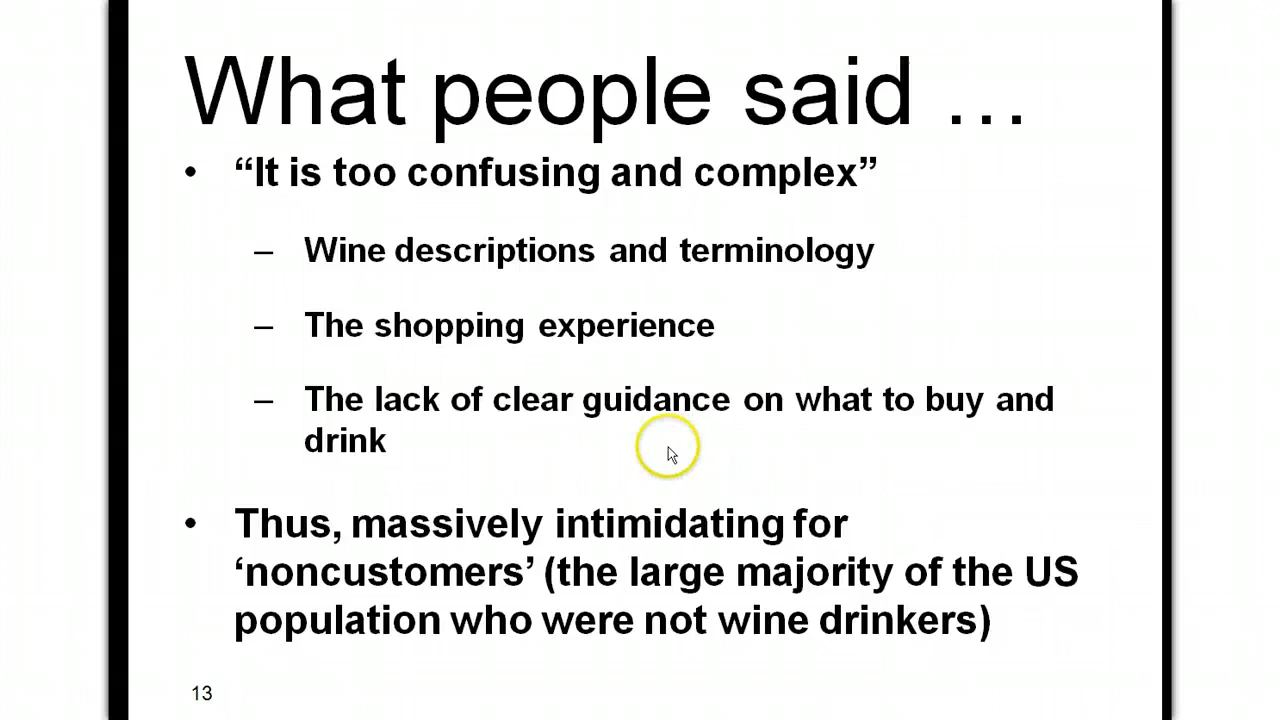 What people said …
• “It is too confusing and complex”
– Wine descriptions and terminology
– The shopping experience
– The lack of clear guidance on what to buy and
drink
• Thus, massively intimidating for
‘noncustomers’ (the large majority of the US
population who were not wine drinkers)
13